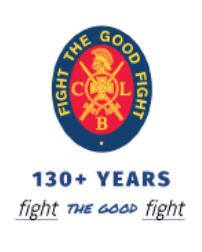 FIGHT THE GOOD FIGHT
C L
B
130+ YEARS
fight THE GOOD fight